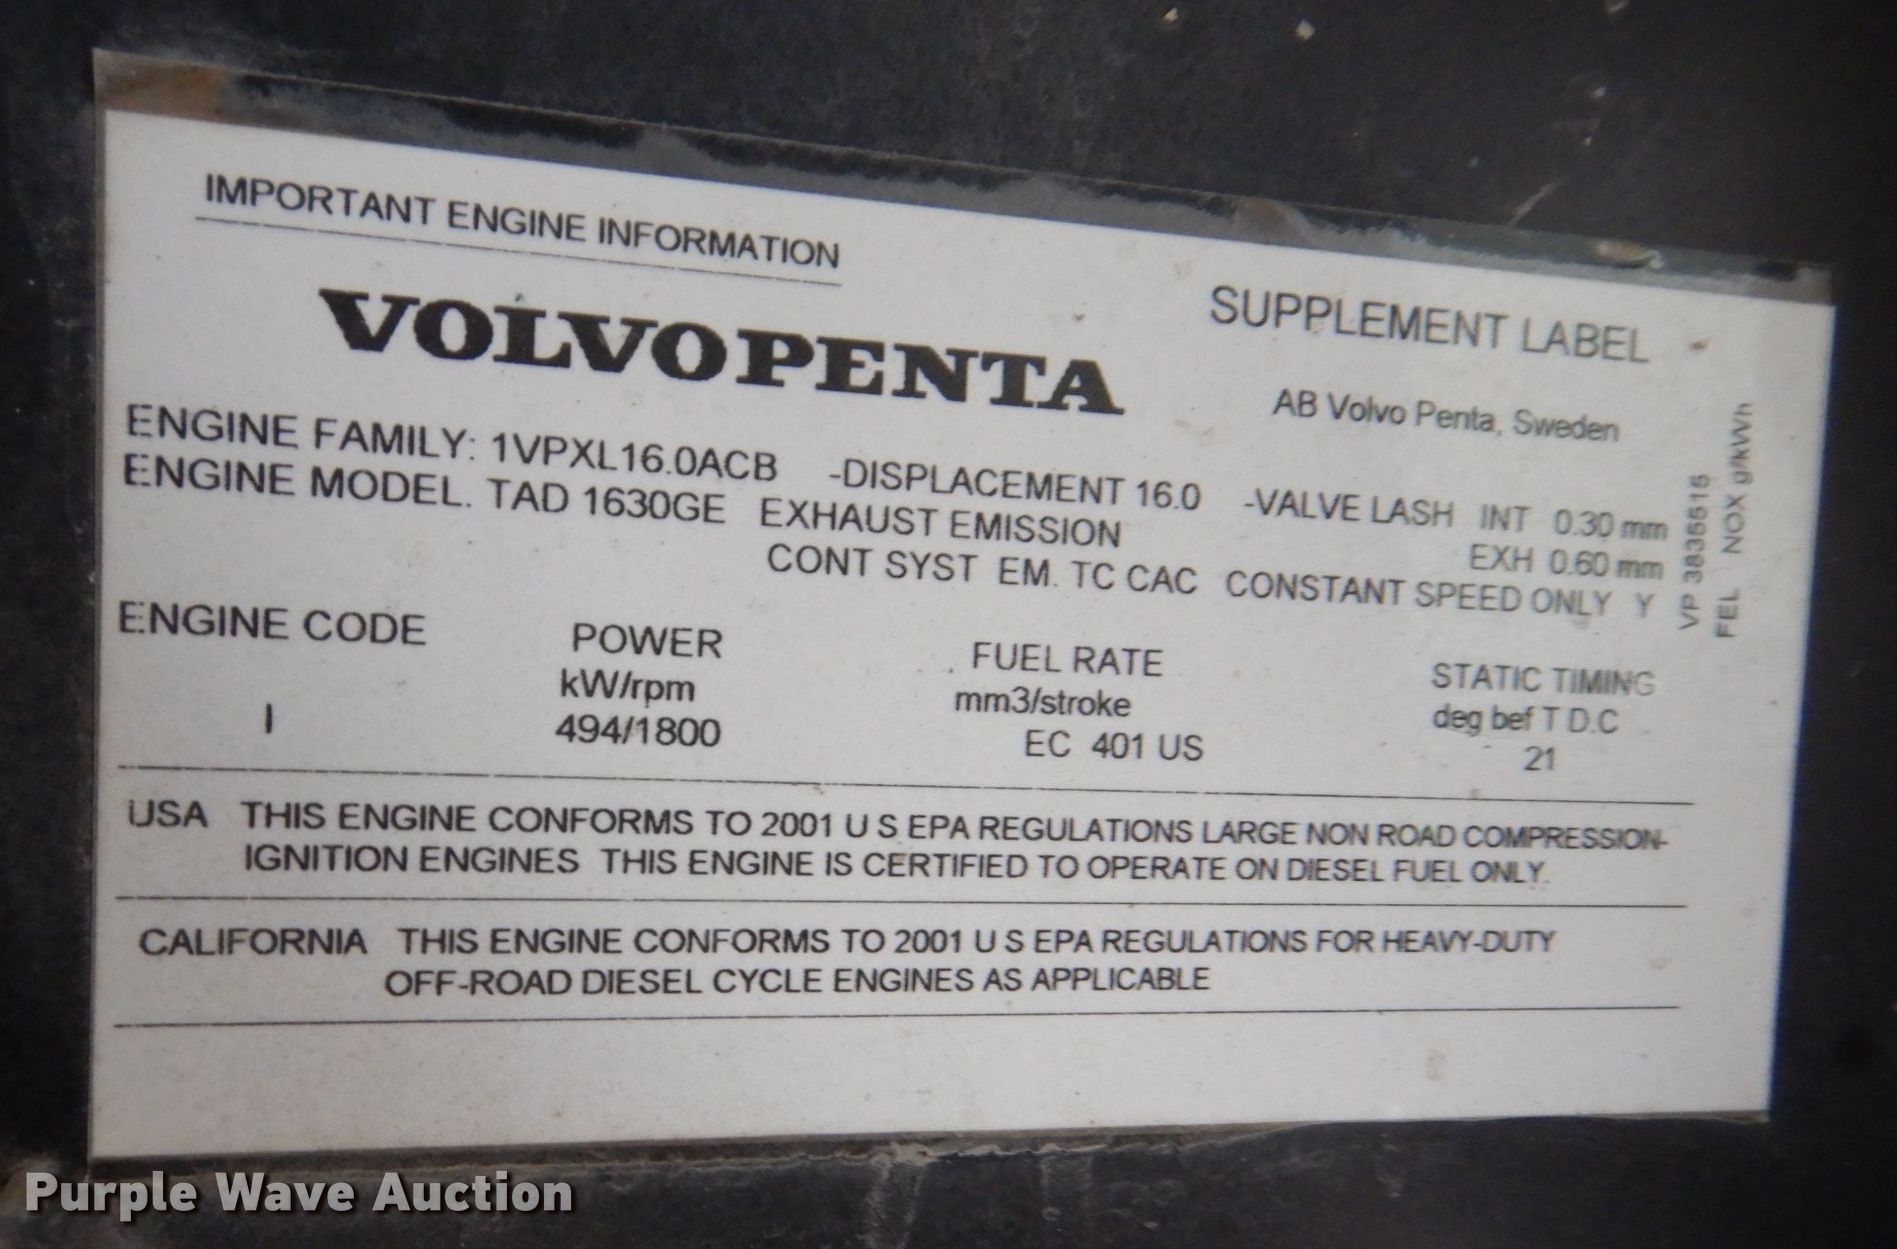 IMPORTANT ENGINE INFORMATION
VOLVO PENTA
SUPPLEMENT LABEL
AB Volvo Penta, Sweden
ENGINE FAMILY: 1VPXL16.0ACB -DISPLACEMENT 16.0 -VALVE LASH INT 0.30 mm
ENGINE MODEL. TAD 1630GE EXHAUST EMISSION EXH 0.60 mm
CONT SYST EM. TC CAC CONSTANT SPEED ONLY Y
VP 3835515
FEL NOX g/kWh
ENGINE CODE POWER FUEL RATE STATIC TIMING
kW/rpm mm3/stroke deg bef T D.C
I 494/1800 EC 401 US 21
USA THIS ENGINE CONFORMS TO 2001 U S EPA REGULATIONS LARGE NON ROAD COMPRESSION-
IGNITION ENGINES THIS ENGINE IS CERTIFIED TO OPERATE ON DIESEL FUEL ONLY.
CALIFORNIA THIS ENGINE CONFORMS TO 2001 U S EPA REGULATIONS FOR HEAVY-DUTY
OFF-ROAD DIESEL CYCLE ENGINES AS APPLICABLE
Purple Wave Auction